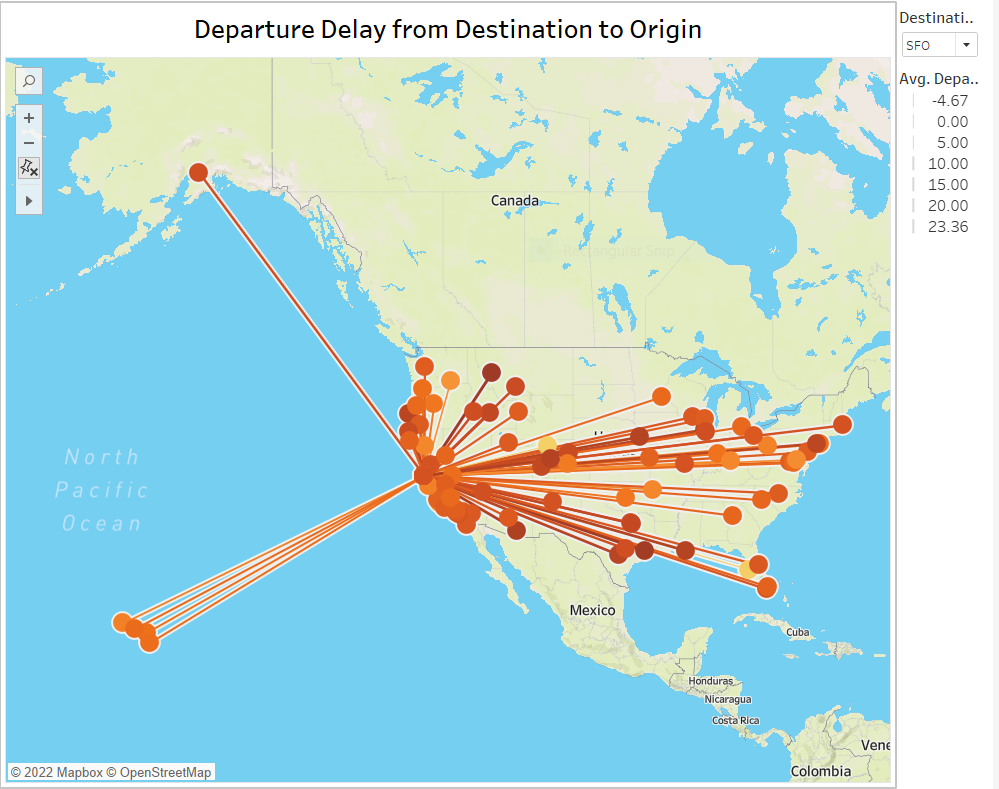 Departure Delay from Destination to Origin
Destinati..
SFO
Avg. Depa..
-4.67
0.00
5.00
10.00
15.00
20.00
23.36
Canada
Rectangular Snip
North
Pacific
Ocean
Mexico
Cuba
Honduras
Nicaragua
Costa Rica
Vene
Colombia
© 2022 Mapbox © OpenStreetMap